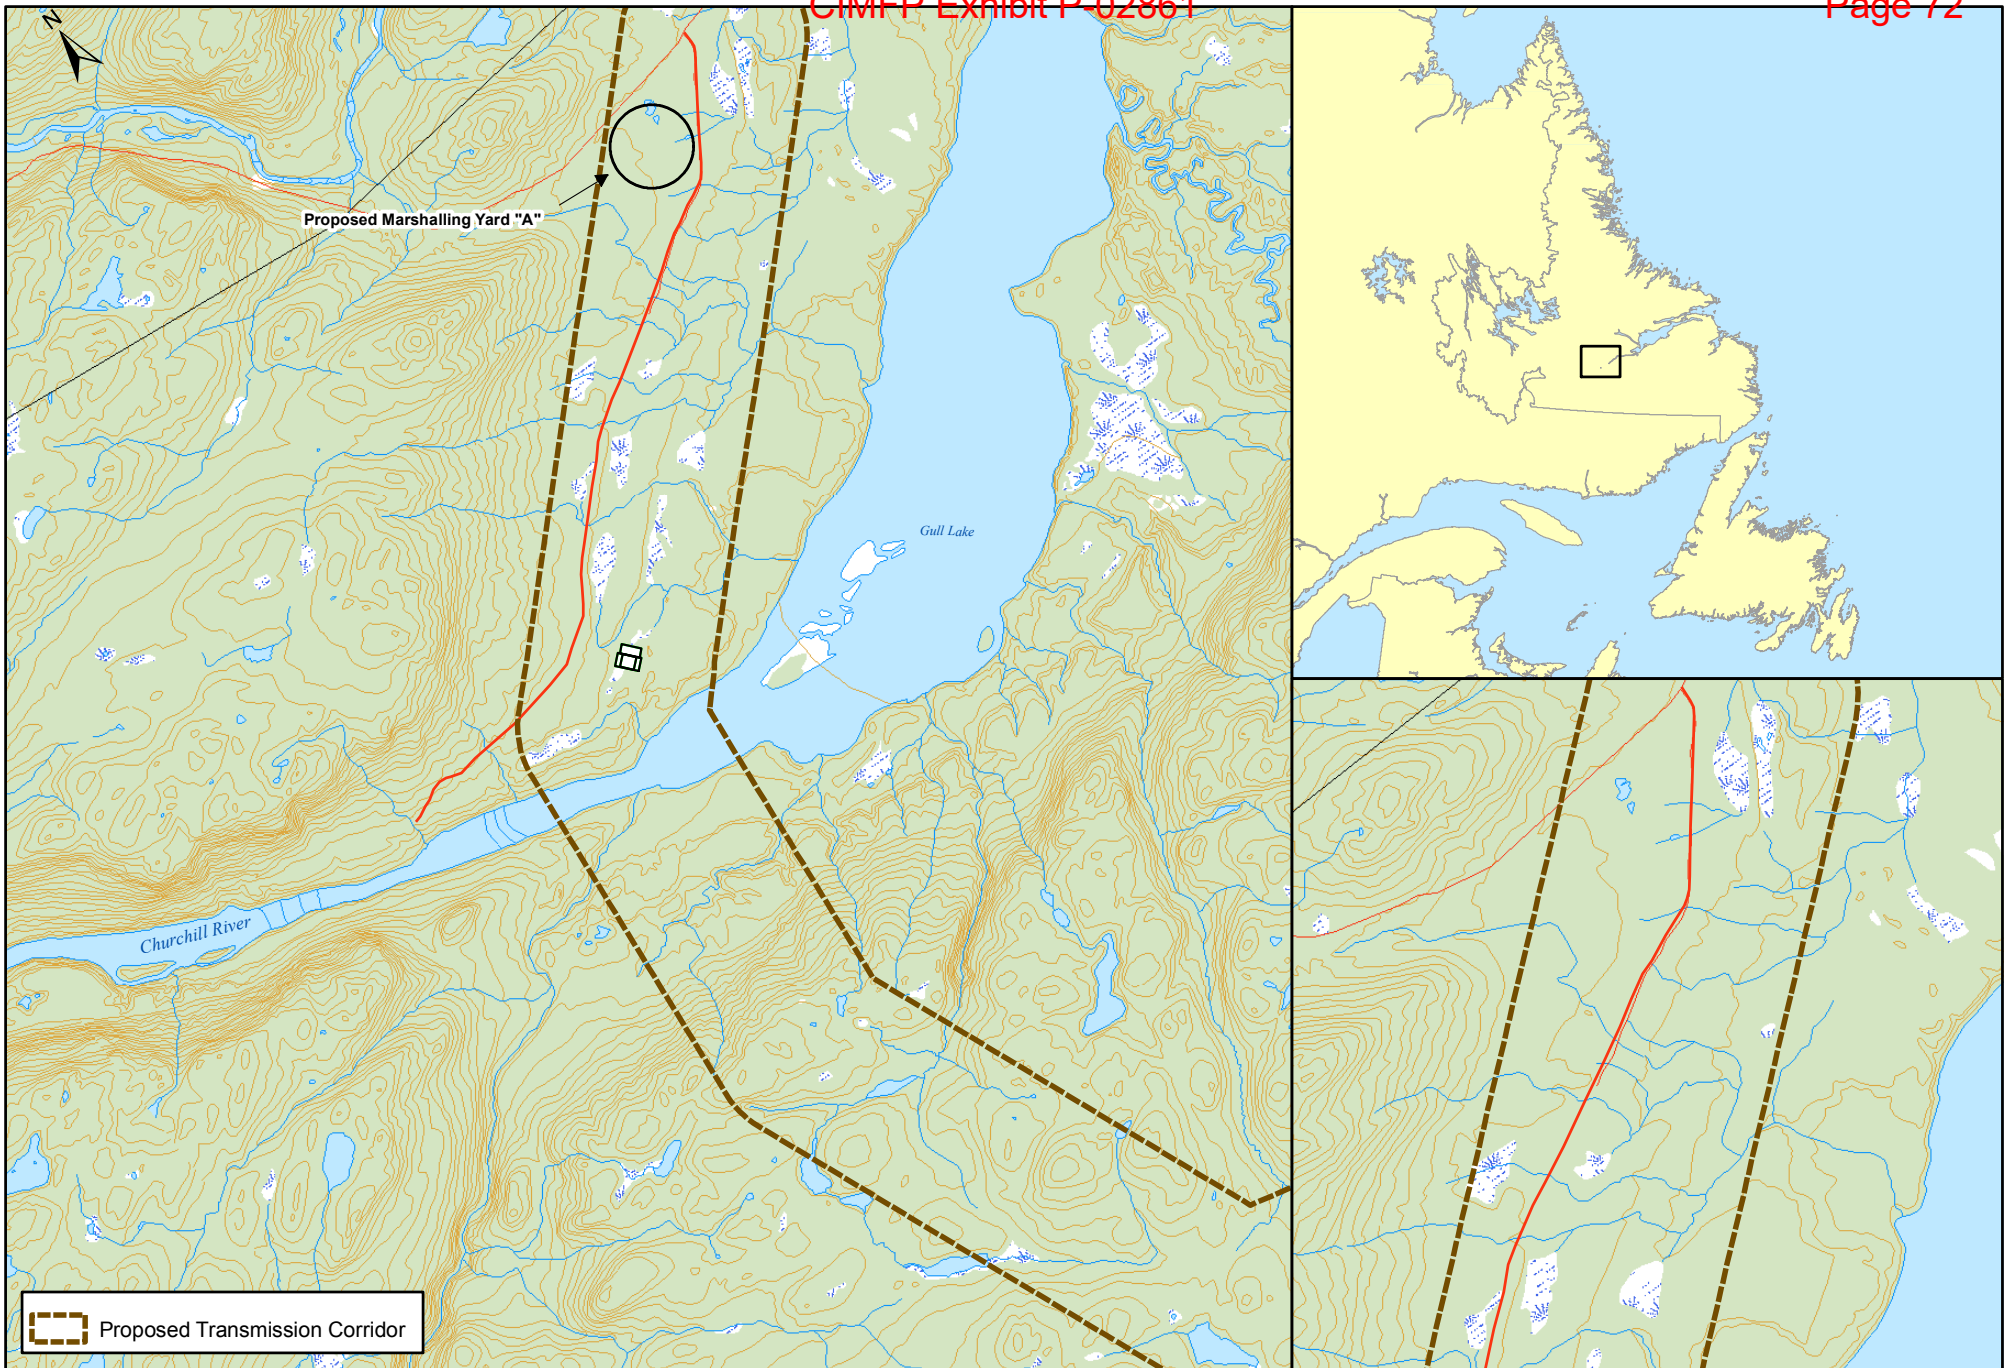 CIMFP Exhibit P-02861
Page 72
N
Proposed Marshalling Yard "A"
Gull Lake
Churchill River
Proposed Transmission Corridor